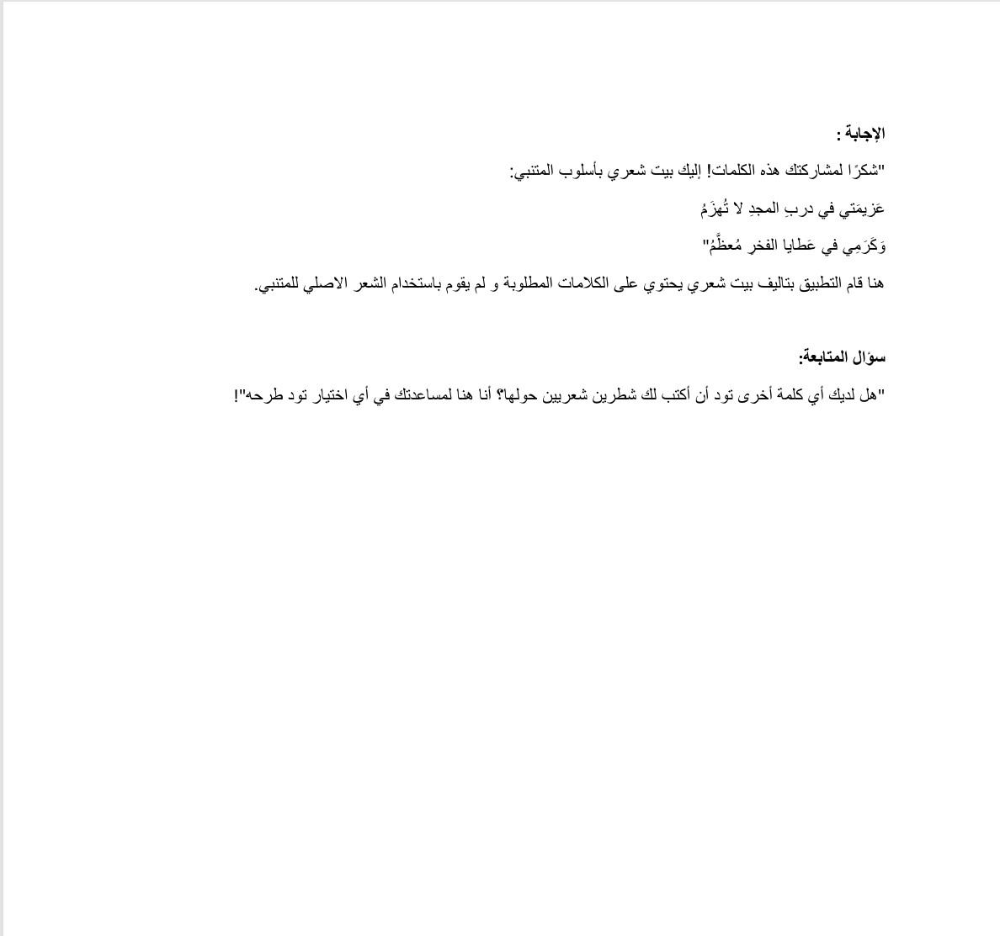 الإجابة :
"شكرًا لمشاركتك هذه الكلمات! إليك بيت شعري بأسلوب المتنبي:
عَزيمَتي في دربِ المجدِ لا تُهزَمُ
وَكَرَمِي في عَطايا الفخرِ مُعظَّمُ"
هنا قام التطبيق بتاليف بيت شعري يحتوي على الكلامات المطلوبة و لم يقوم باستخدام الشعر الاصلي للمتنبي.
سؤال المتابعة:
"هل لديك أي كلمة أخرى تود أن أكتب لك شطرين شعريين حولها؟ أنا هنا لمساعدتك في أي اختيار تود طرحه"!